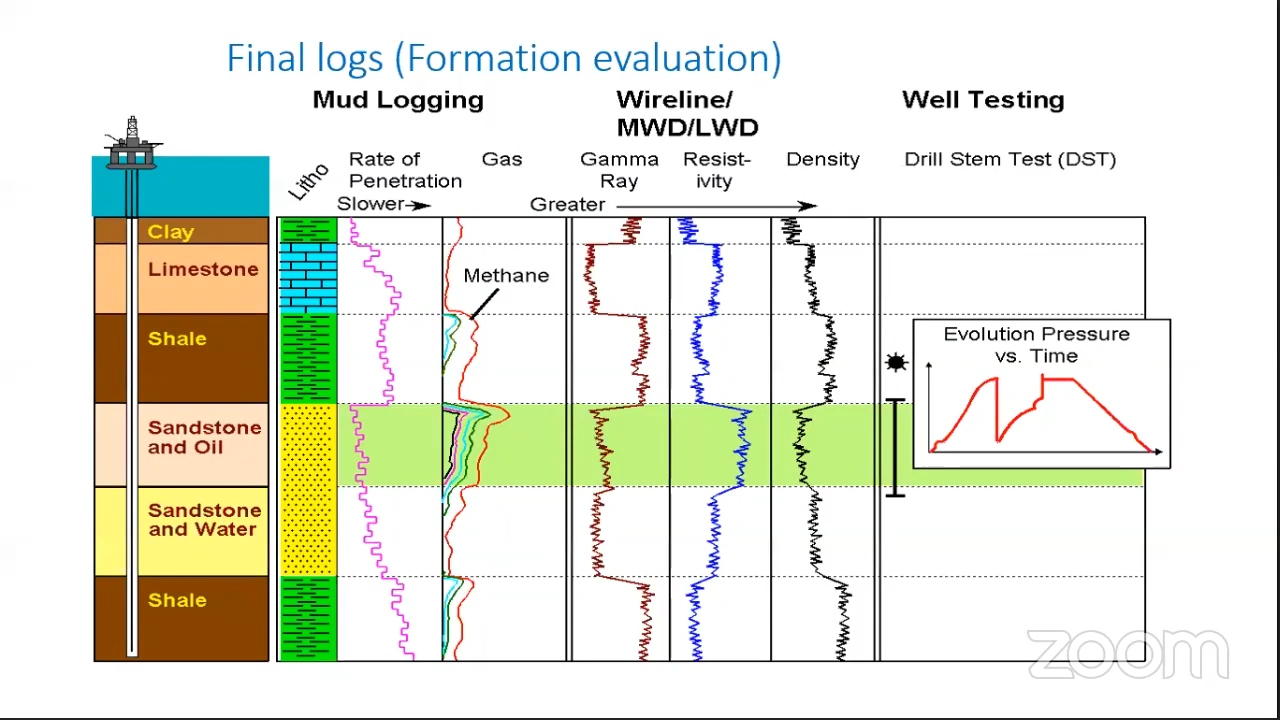 Final logs (Formation evaluation)
Mud Logging
Wireline/
MWD/LWD
Well Testing
Litho
Rate of
Penetration
Slower
Gas
Greater
Gamma
Ray
Resist-
ivity
Density
Drill Stem Test (DST)
Clay
Limestone
Methane
Shale
Evolution Pressure
vs. Time
Sandstone
and Oil
Sandstone
and Water
Shale
zoom